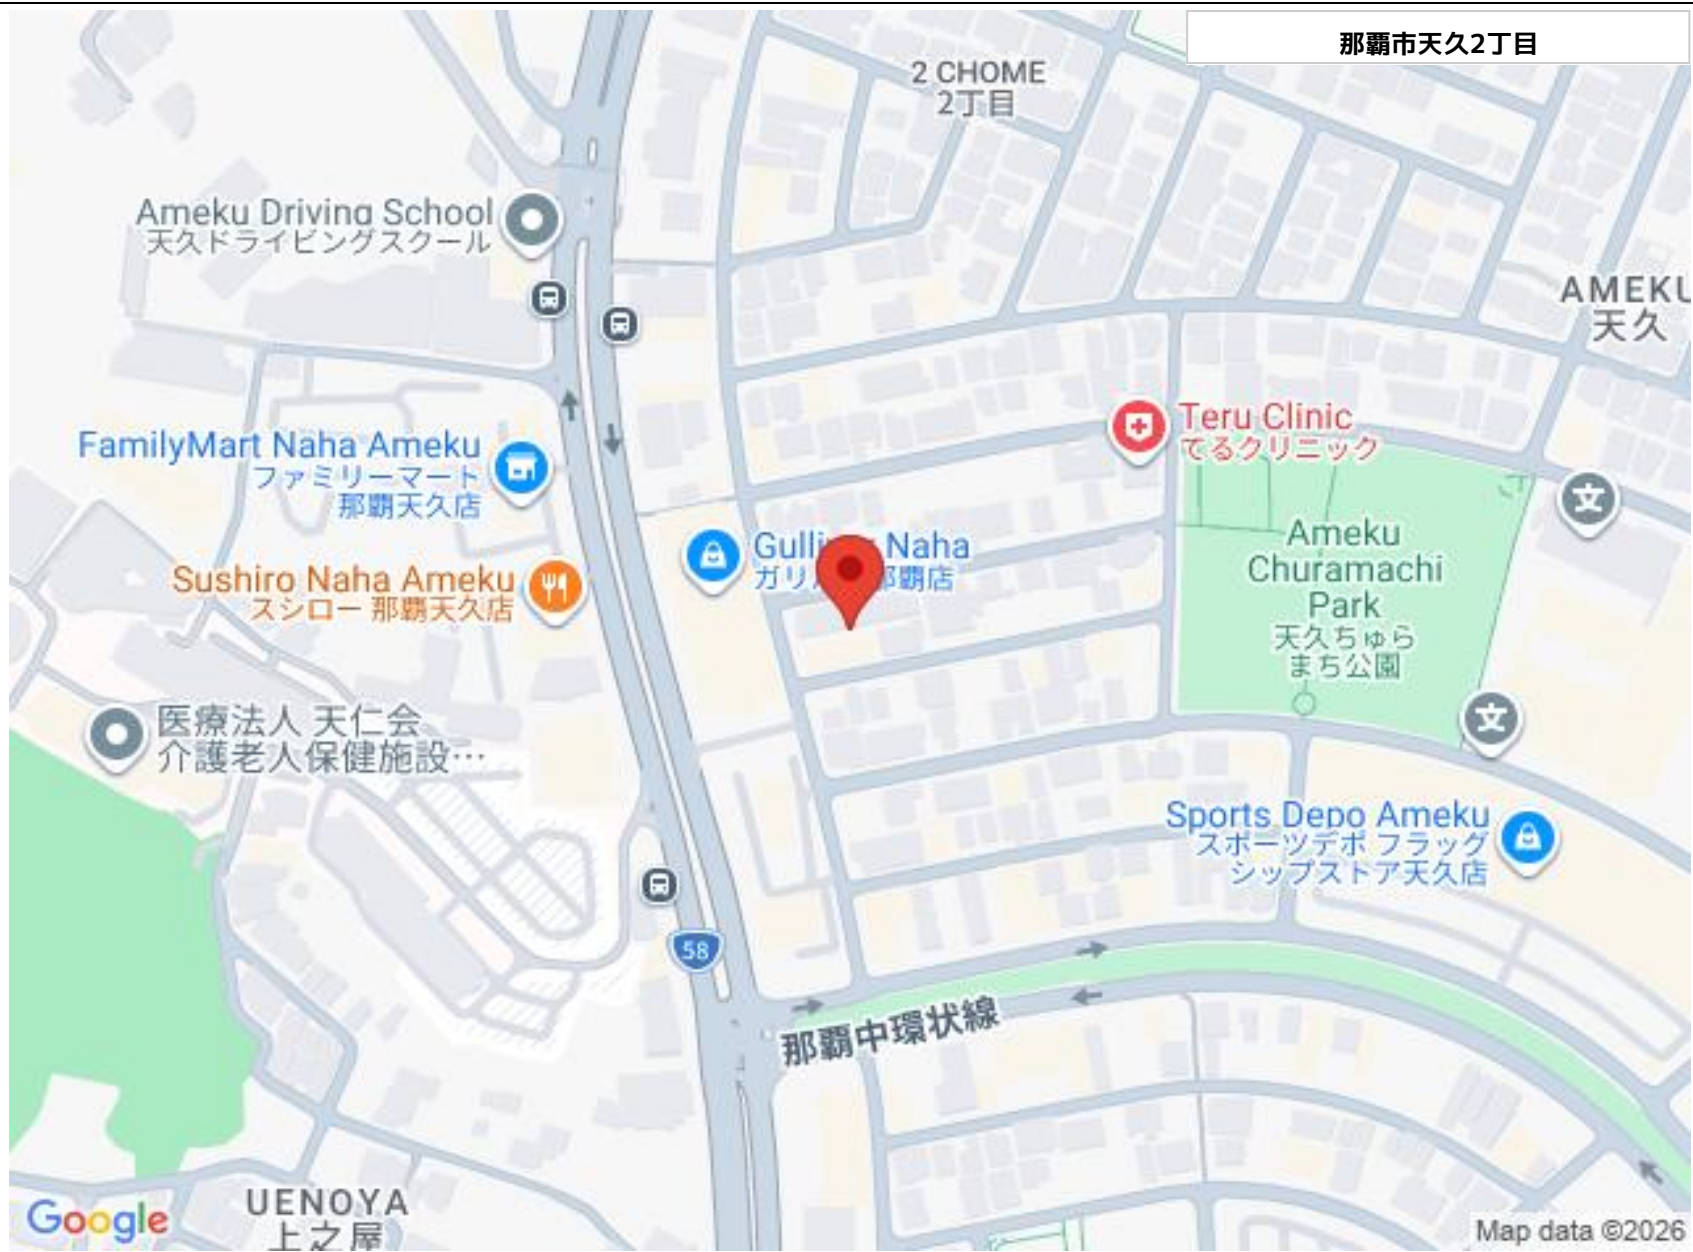 那覇市天久2丁目
2 CHOME
2丁目
Ameku Driving School
天久ドライビングスクール
AMEKU
天久
Teru Clinic
てるクリニック
FamilyMart Naha Ameku
ファミリーマート
那覇天久店
Naha
ガリ
那覇店
Sushiro Naha Ameku
スシロー 那覇天久店
Ameku
Churamachi
Park
天久ちゅら
まち公園
文
文
医療法人 天仁会
介護老人保健施設…
Sports Depo Ameku
スポーツデポ フラッグ
シップストア天久店
58
那覇中環状線
UENOYA
上之屋
Google
Map data ©2026